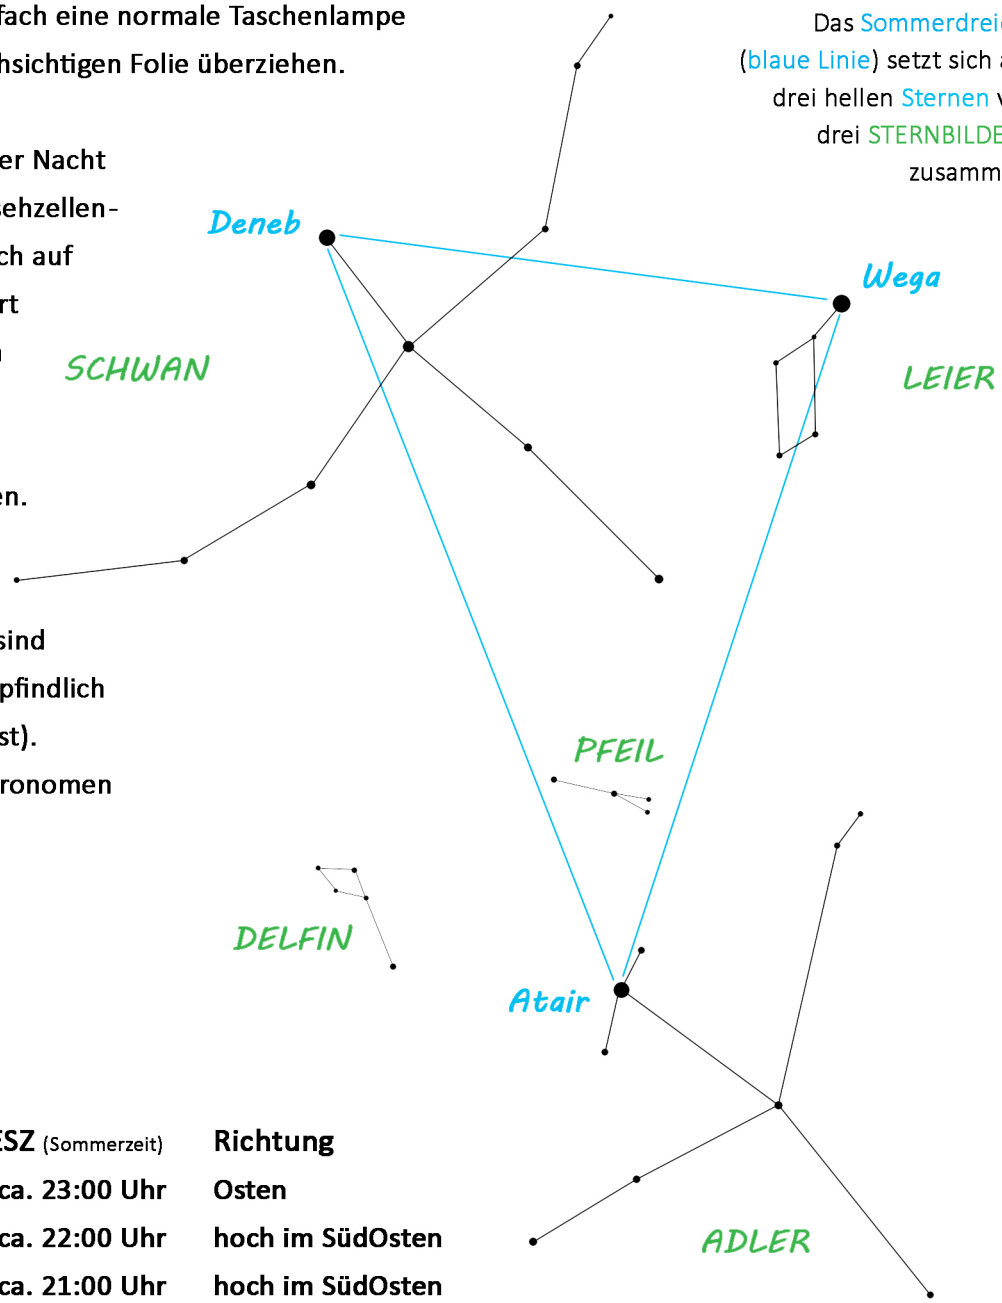 fach eine normale Taschenlampe
hsichtigen Folie überziehen.
er Nacht
sehzellen-
ch auf
rt
n
en.
sind
pfindlich
st).
ronomen
Das Sommerdreie
(blaue Linie) setzt sich a
drei hellen Sternen v
drei STERNBILDE
zusamm
Deneb
Wega
SCHWAN
LEIER
PFEIL
DELFIN
Atair
ADLER
ESZ (Sommerzeit) Richtung
ca. 23:00 Uhr Osten
ca. 22:00 Uhr hoch im SüdOsten
ca. 21:00 Uhr hoch im SüdOsten